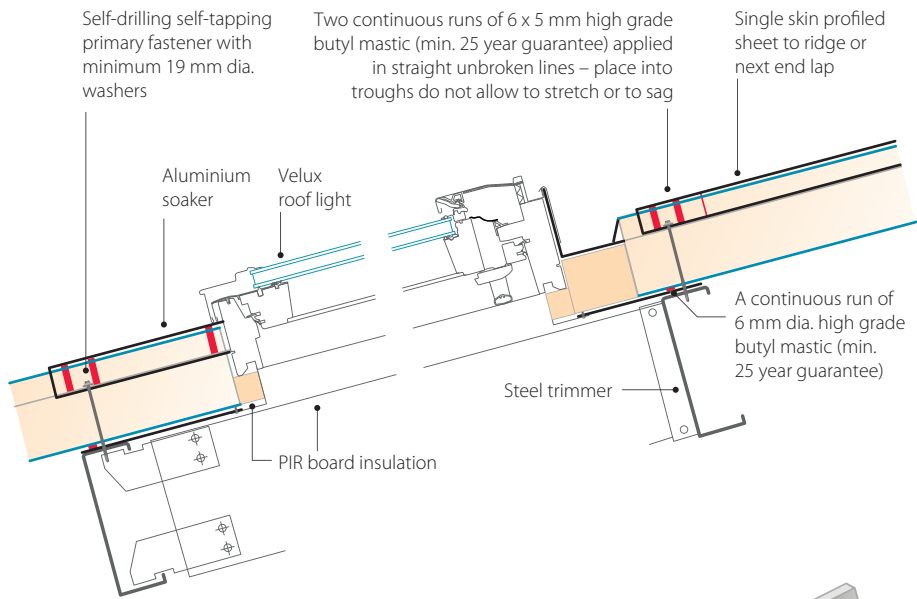 Self-drilling self-tapping
primary fastener with
minimum 19 mm dia.
washers
Two continuous runs of 6 x 5 mm high grade
butyl mastic (min. 25 year guarantee) applied
in straight unbroken lines – place into
troughs do not allow to stretch or to sag
Single skin profiled
sheet to ridge or
next end lap
Aluminium
soaker
Velux
roof light
A continuous run of
6 mm dia. high grade
butyl mastic (min.
25 year guarantee)
Steel trimmer
PIR board insulation